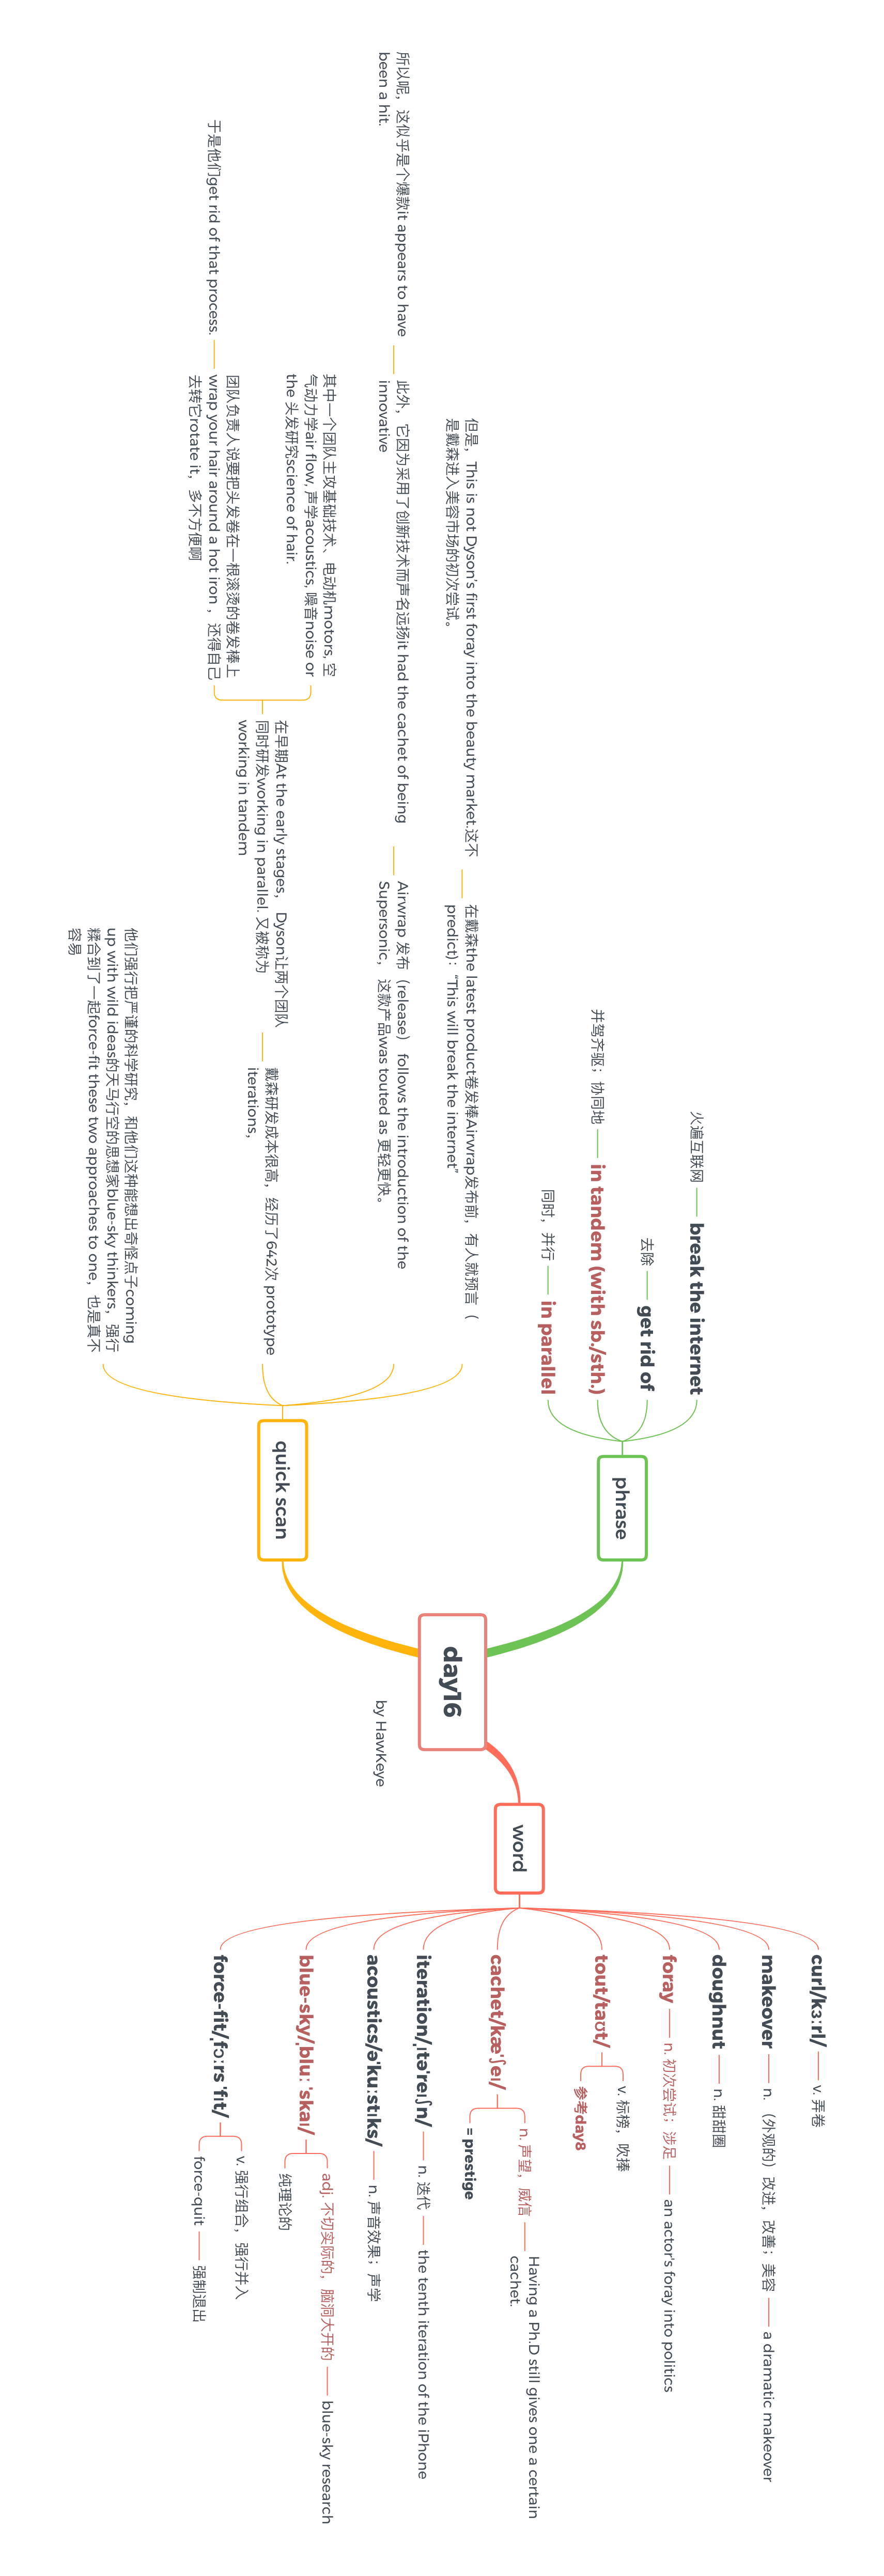 day16
by HawKeye
word
curl/kɜːrl/
v. 弄卷
makeover
n. （外观的）改进，改善；美容
a dramatic makeover
doughnut
n. 甜甜圈
foray
n. 初次尝试；涉足
an actor's foray into politics
tout/taʊt/
v. 标榜，吹捧
参考day8
cachet/kæˈʃeɪ/
n. 声望，威信
Having a Ph.D still gives one a certain
cachet.
= prestige
iteration/ˌɪtəˈreɪʃn/
n. 迭代
the tenth iteration of the iPhone
acoustics/əˈkuːstɪks/
n. 声音效果；声学
blue-sky/ˌbluː ˈskaɪ/
adj. 不切实际的，脑洞大开的
blue-sky research
纯理论的
force-fit/ˌfɔːrsˈfɪt/
v. 强行组合，强行并入
force-quit
强制退出
phrase
break the internet
火遍互联网
get rid of
去除
in tandem (with sb./sth.)
并驾齐驱；协同地
in parallel
同时，并行
quick scan
在戴森the latest product卷发棒Airwrap发布前，有人就预言（
predict)："This will break the internet"
但是，This is not Dyson's first foray into the beauty market.这不
是戴森进入美容市场的初次尝试。
Airwrap 发布（release） follows the introduction of the
Supersonic， 这款产品was touted as 更轻更快。
此外，它因为采用了创新技术而声名远扬it had the cachet of being
innovative
所以呢，这似乎是个爆款it appears to have
been a hit.
戴森研发成本很高，经历了642次 prototype
iterations,
在早期At the early stages， Dyson让两个团队
同时研发working in parallel. 又被称为
working in tandem
其中一个团队主攻基础技术、电动机motors, 空
气动力学air flow, 声学acoustics, 噪音noise or
the 头发研究science of hair.
团队负责人说要把头发卷在一根滚烫的卷发棒上
wrap your hair around a hot iron ，还得自己
去转它rotate it，多不方便啊
于是他们get rid of that process.
他们强行把严谨的科学研究，和他们这种能想出奇怪点子coming
up with wild ideas的天马行空的思想家blue-sky thinkers，强行
糅合到了一起force-fit these two approaches to one，也是真不
容易